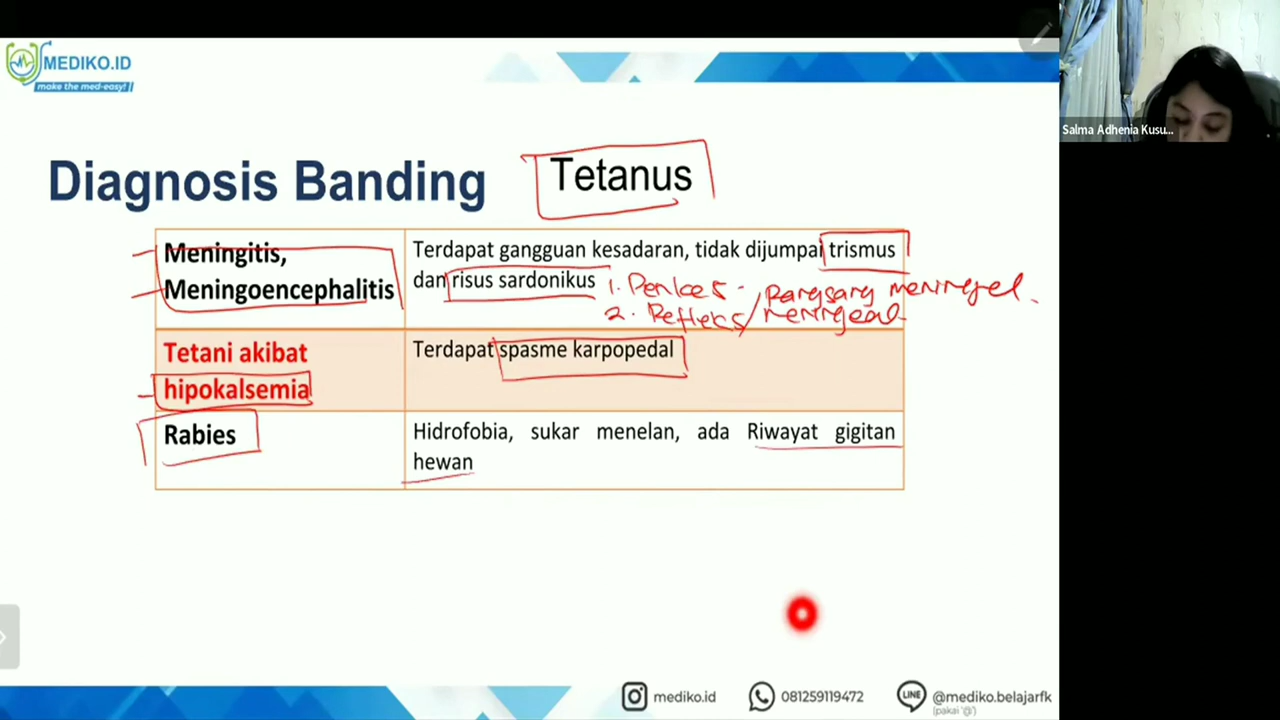 MEDIKO.ID
make the med-easy!
Salma Adhenia Kusu...
Diagnosis Banding
Tetanus
Meningitis,
Meningoencephalitis
Terdapat gangguan kesadaran, tidak dijumpai trismus
dan risus sardonikus
1. Penkes
Rangsang meningeal.
2. Refleks / meningeal.
Tetani akibat
hipokalsemia
Terdapat spasme karpopedal
Rabies
Hidrofobia, sukar menelan, ada Riwayat gigitan
hewan
mediko.id
081259119472
LINE
@mediko.belajarfk
(pakai '@')